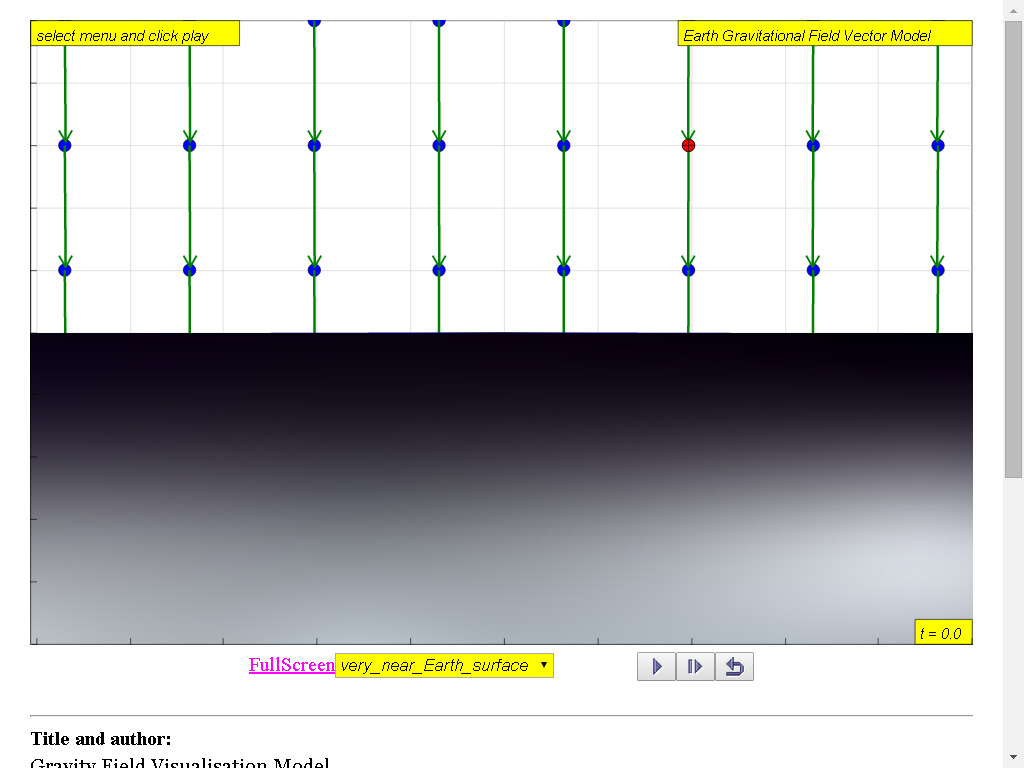 select menu and click play
Earth Gravitational Field Vector Model
t = 0.0
FullScreen very_near_Earth_surface
Title and author:
Gravity Field Visualisation Model